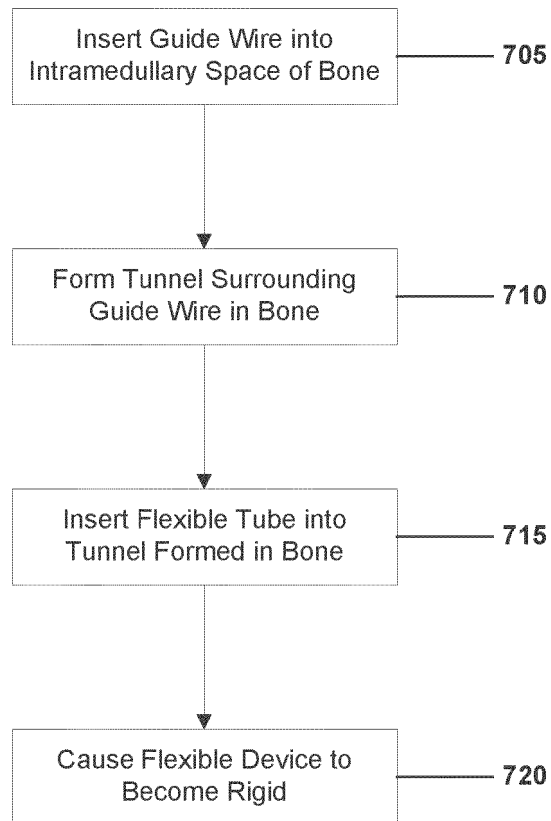 Insert Guide Wire into
Intramedullary Space of Bone
705
Form Tunnel Surrounding
Guide Wire in Bone
710
Insert Flexible Tube into
Tunnel Formed in Bone
715
Cause Flexible Device to
Become Rigid
720